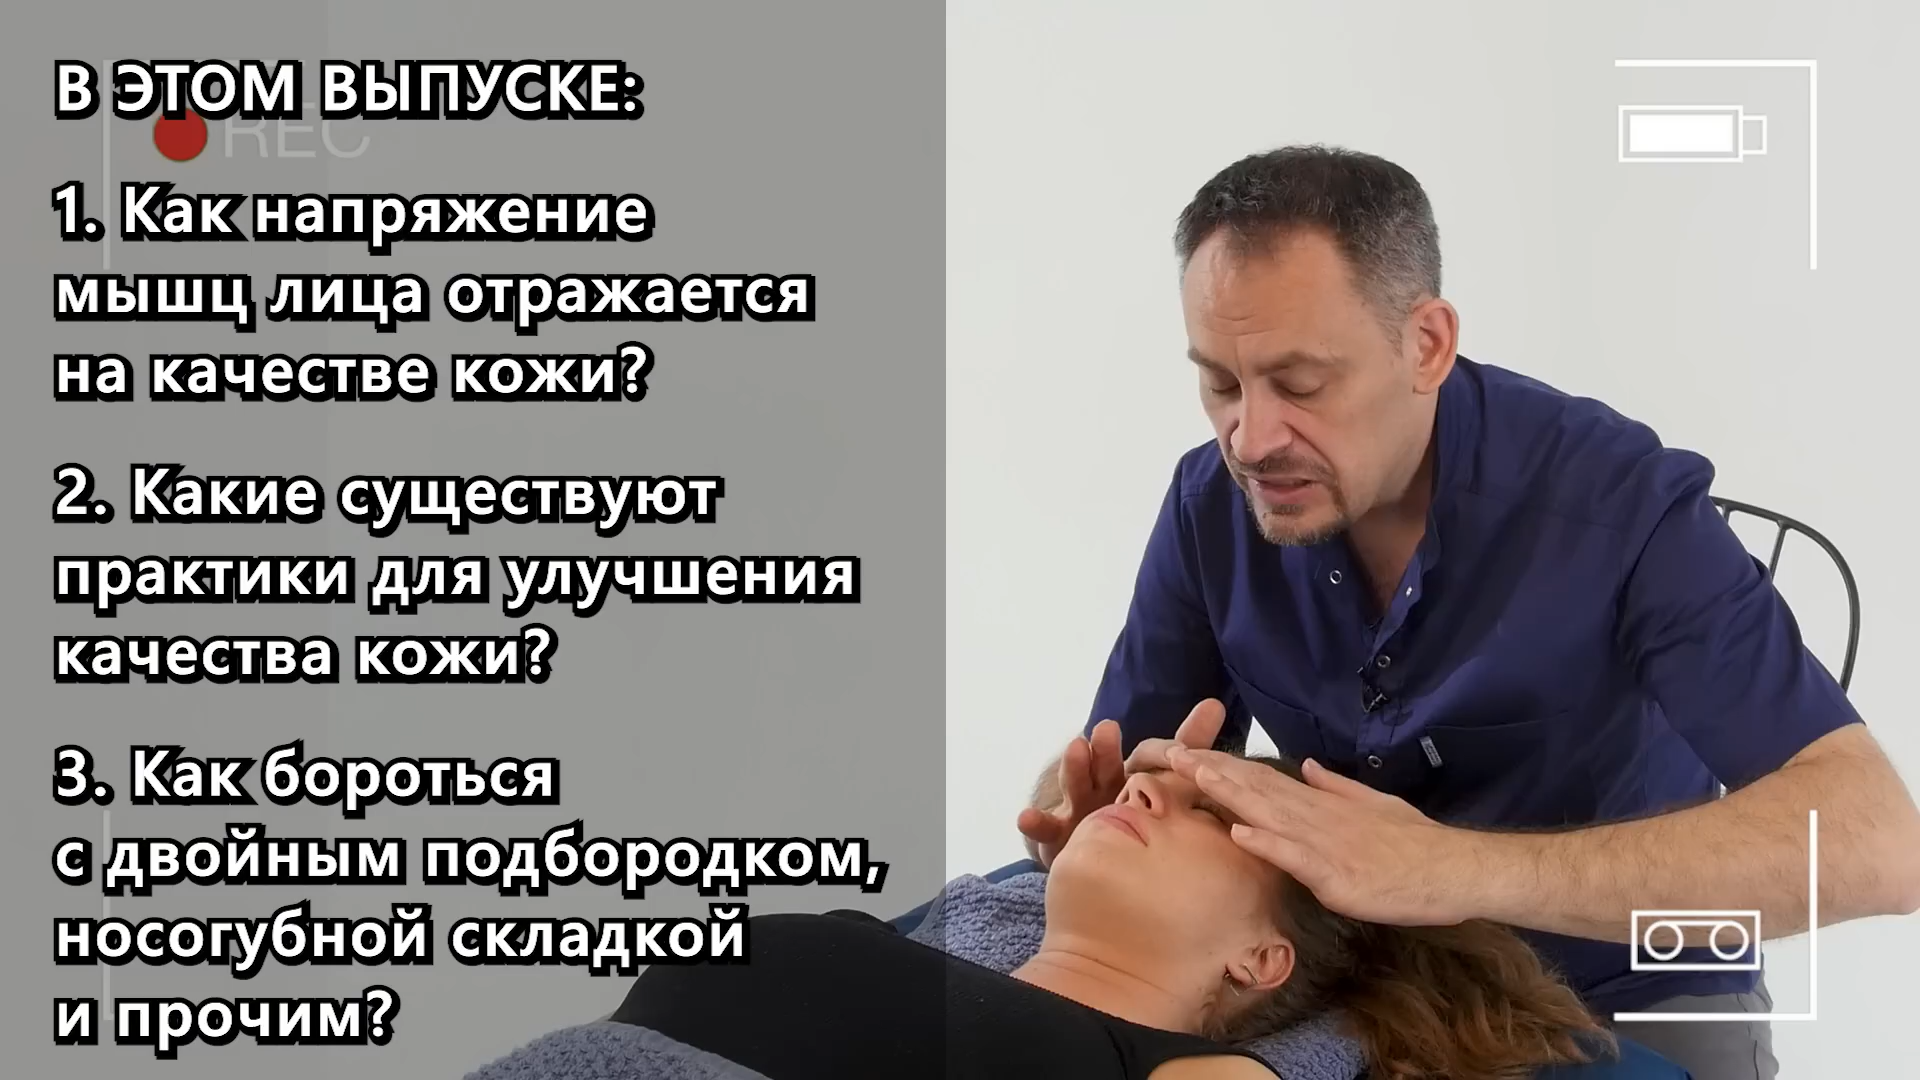 В ЭТОМ ВЫПУСКЕ:
REC
1. Как напряжение
мышц лица отражается
на качестве кожи?
2. Какие существуют
практики для улучшения
качества кожи?
3. Как бороться
с двойным подбородком,
носогубной складкой
и прочим?